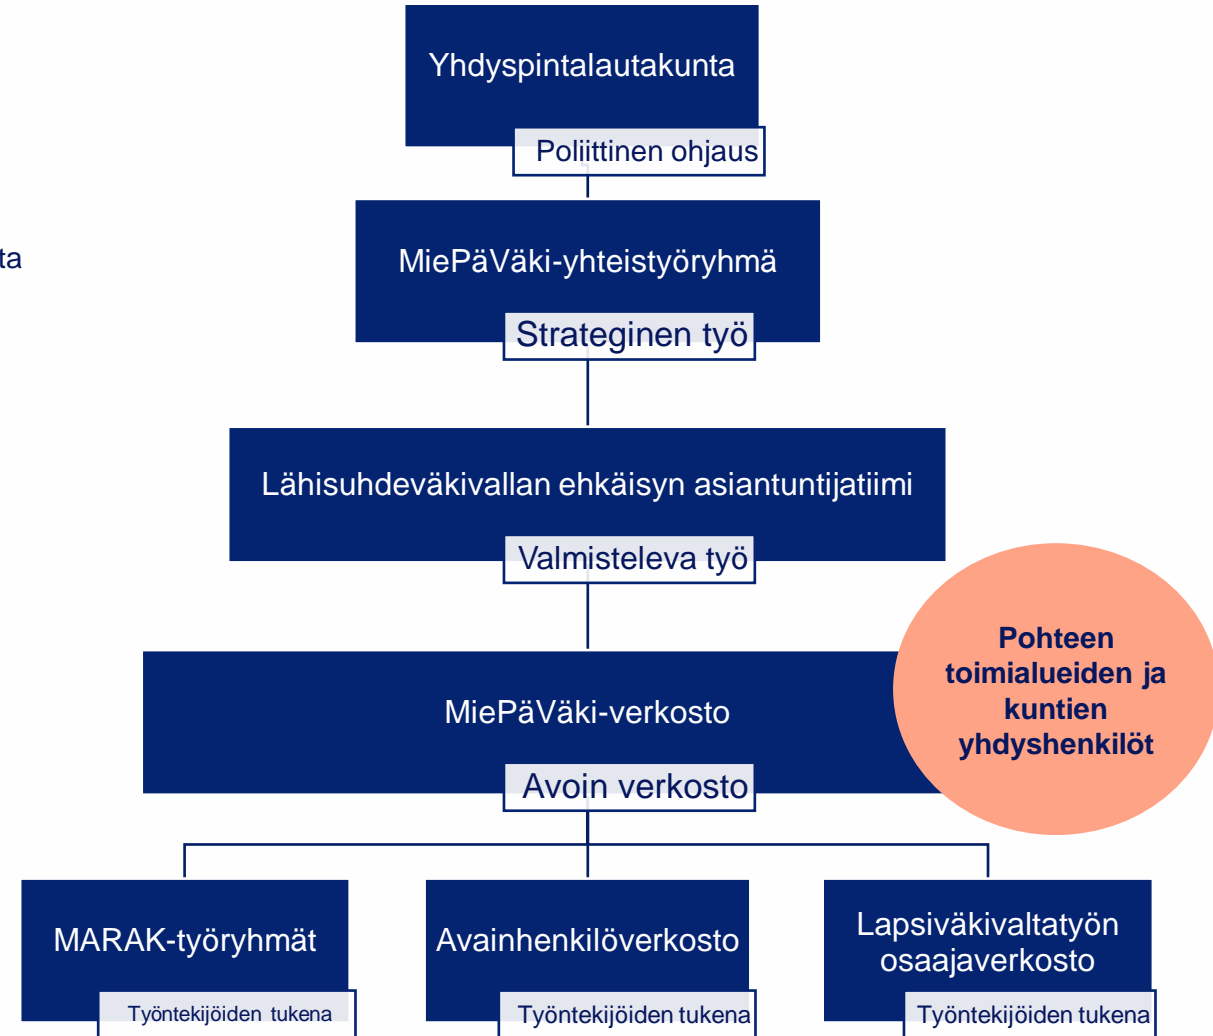 Yhdyspintalautakunta
Poliittinen ohjaus
ta
MiePäVäki-yhteistyöryhmä
Strateginen työ
Lähisuhdeväkivallan ehkäisyn asiantuntijatiimi
Valmisteleva työ
Pohteen
toimialueiden ja
kuntien
yhdyshenkilöt
MiePäVäki-verkosto
Avoin verkosto
MARAK-työryhmät
Työntekijöiden tukena
Avainhenkilöverkosto
Työntekijöiden tukena
Lapsiväkivaltatyön
osaajaverkosto
Työntekijöiden tukena